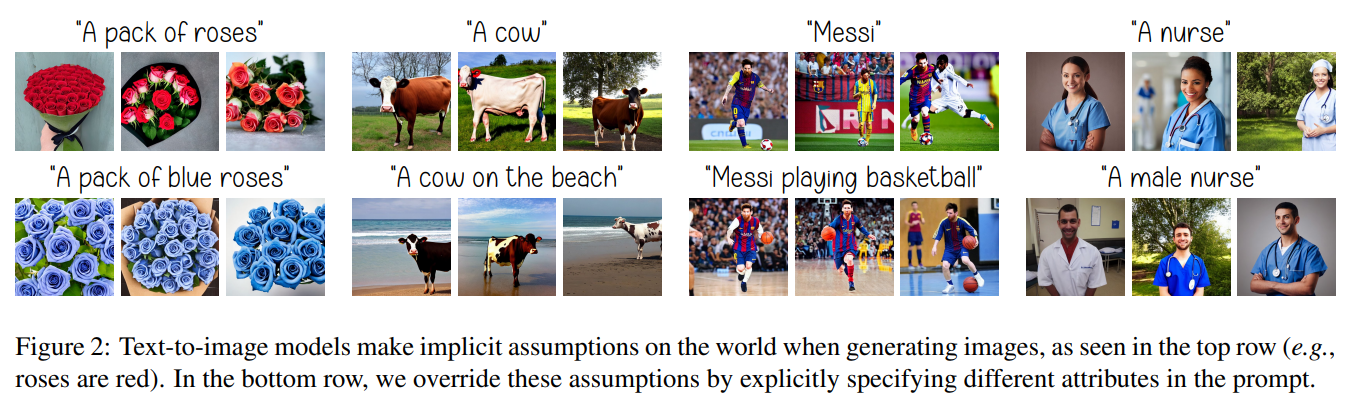 "A pack of roses"
"A cow"
"Messi"
"A nurse"
"A pack of blue roses"
"A cow on the beach"
"Messi playing basketball"
"A male nurse"
Figure 2: Text-to-image models make implicit assumptions on the world when generating images, as seen in the top row (e.g.,
roses are red). In the bottom row, we override these assumptions by explicitly specifying different attributes in the prompt.